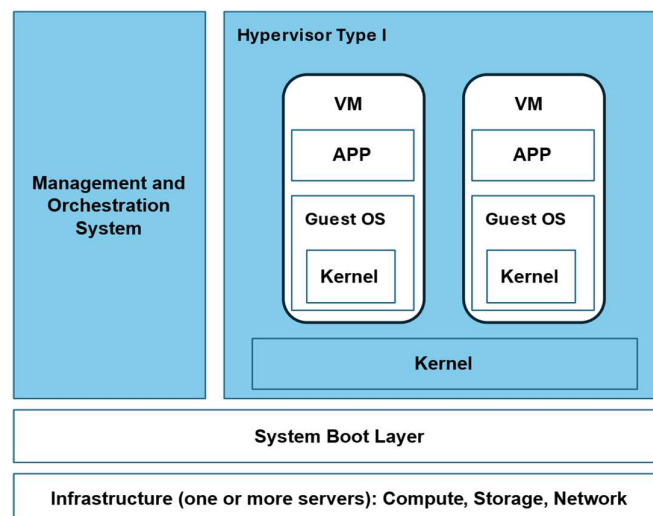 Management and
Orchestration
System
Hypervisor Type I
VM
APP
Guest OS
Kernel
VM
APP
Guest OS
Kernel
Kernel
System Boot Layer
Infrastructure (one or more servers): Compute, Storage, Network